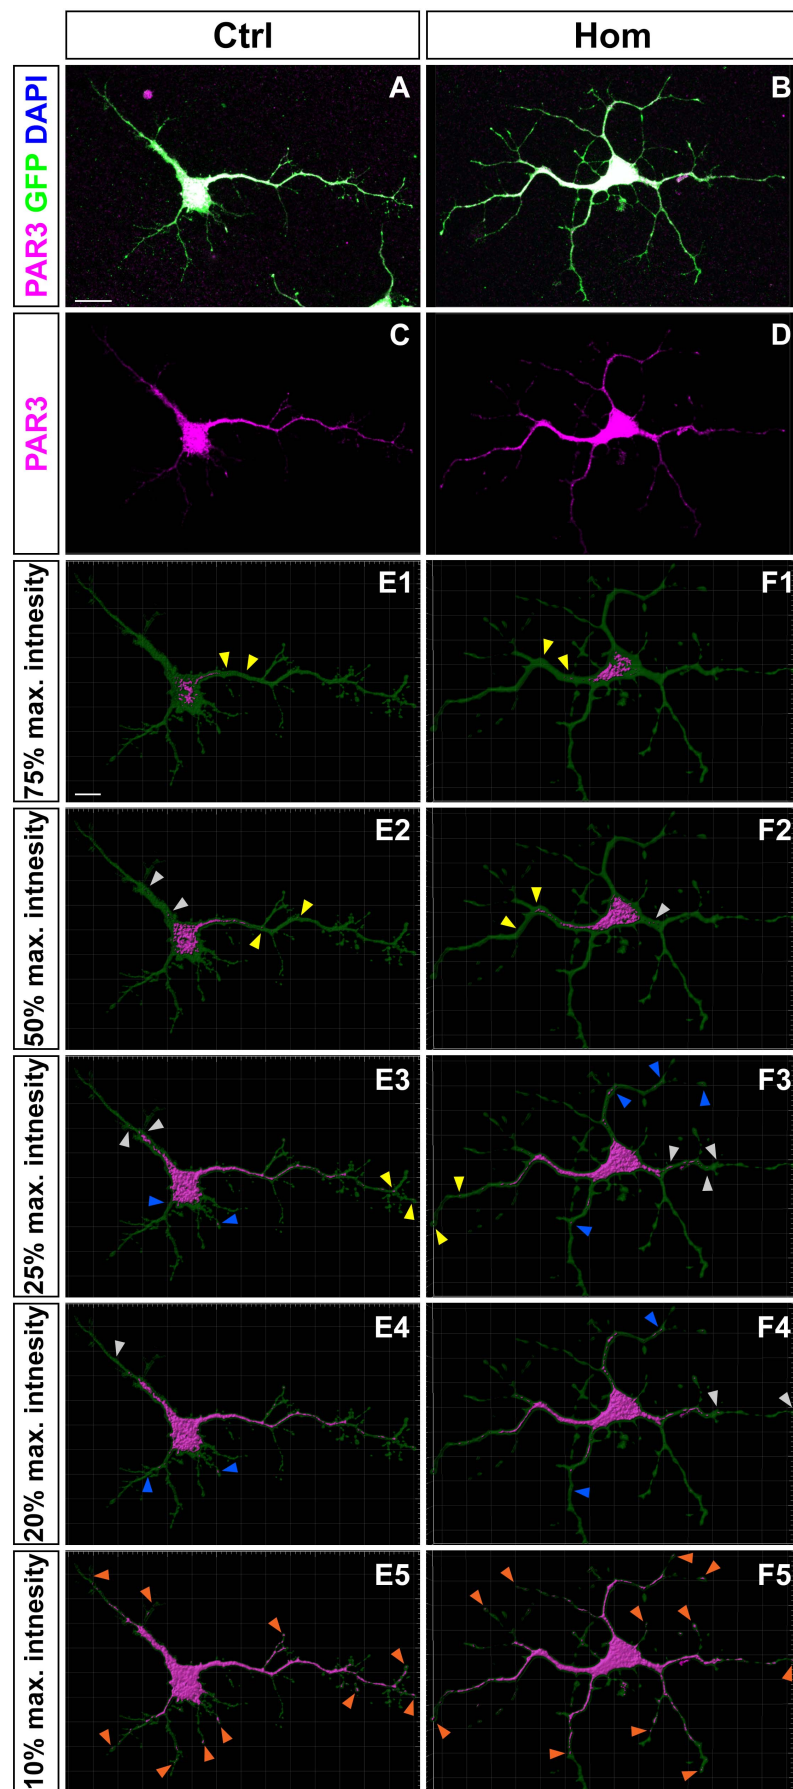 Ctrl
Hom
PAR3 GFP DAPI
A
B
PAR3
C
D
75% max. intnesity
E1
F1
50% max. intnesity
E2
F2
25% max. intnesity
E3
F3
20% max. intnesity
E4
F4
10% max. intnesity
E5
F5